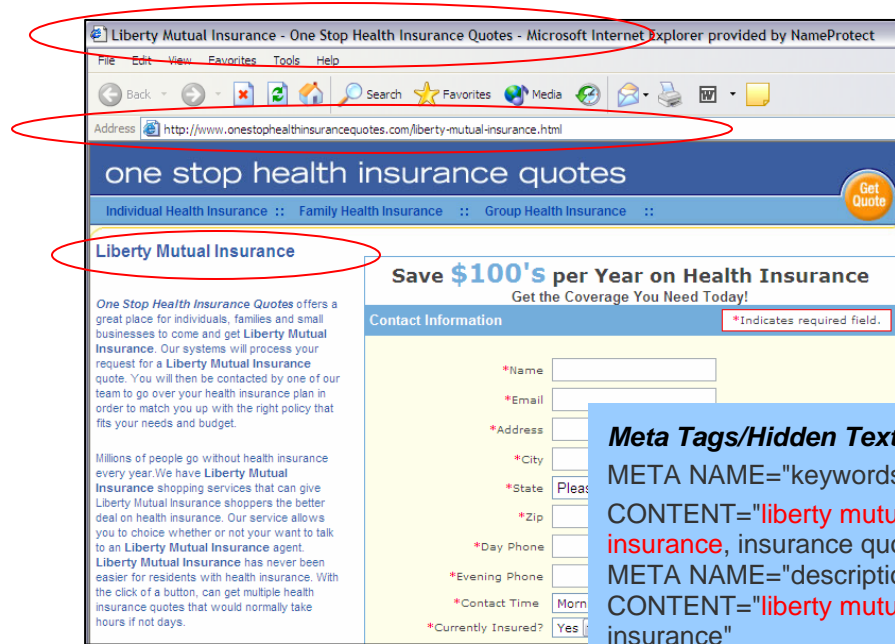 Liberty Mutual Insurance - One Stop Health Insurance Quotes - Microsoft Internet Explorer provided by NameProtect
File Edit View Favorites Tools Help
Back Search Favorites Media
Address http://www.onestophealthinsurancequotes.com/liberty-mutual-insurance.html
one stop health insurance quotes
Get
Quote
Individual Health Insurance :: Family Health Insurance :: Group Health Insurance ::
Liberty Mutual Insurance
One Stop Health Insurance Quotes offers a
great place for individuals, families and small
businesses to come and get Liberty Mutual
Insurance. Our systems will process your
request for a Liberty Mutual Insurance
quote. You will then be contacted by one of our
team to go over your health insurance plan in
order to match you up with the right policy that
fits your needs and budget.
Millions of people go without health insurance
every year.We have Liberty Mutual
Insurance shopping services that can give
Liberty Mutual Insurance shoppers the better
deal on health insurance. Our service allows
you to choice whether or not your want to talk
to an Liberty Mutual Insurance agent.
Liberty Mutual Insurance has never been
easier for residents with health insurance. With
the click of a button, can get multiple health
insurance quotes that would normally take
hours if not days.
Save $100's per Year on Health Insurance
Get the Coverage You Need Today!
Contact Information
*Indicates required field.
*Name
*Email
*Address
*City
*State Pleas
*Zip
*Day Phone
*Evening Phone
*Contact Time Morn
*Currently Insured? Yes
Meta Tags/Hidden Text
META NAME="keywords
CONTENT="liberty mutu
insurance, insurance quo
META NAME="descriptio
CONTENT="liberty mutu
insurance"